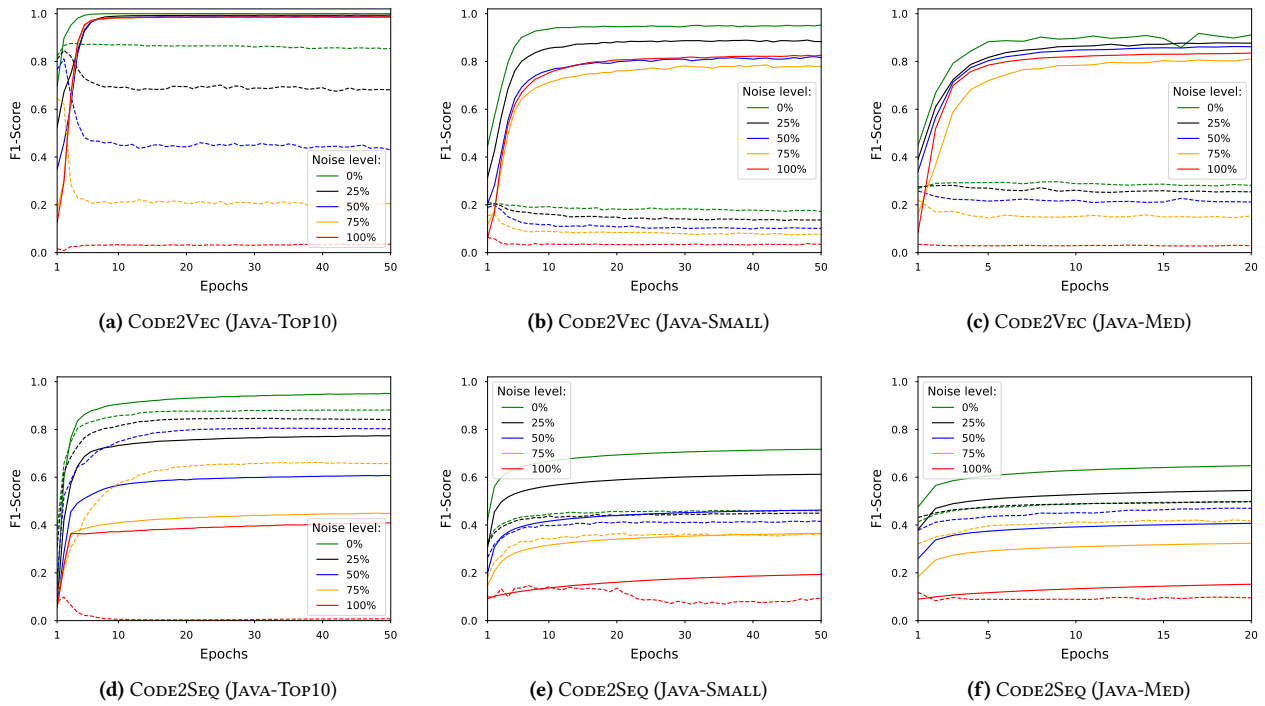 1.0
0.8
0.6
0.4
0.2
0.0
F1-Score
Noise level:
0%
25%
50%
75%
100%
1 10 20 30 40 50
Epochs
(a) Code2Vec (Java-Top10)
1.0
0.8
0.6
0.4
0.2
0.0
F1-Score
Noise level:
0%
25%
50%
75%
100%
1 10 20 30 40 50
Epochs
(b) Code2Vec (Java-Small)
1.0
0.8
0.6
0.4
0.2
0.0
F1-Score
Noise level:
0%
25%
50%
75%
100%
1 5 10 15 20
Epochs
(c) Code2Vec (Java-Med)
1.0
0.8
0.6
0.4
0.2
0.0
F1-Score
Noise level:
0%
25%
50%
75%
100%
1 10 20 30 40 50
Epochs
(d) Code2Seq (Java-Top10)
1.0
0.8
0.6
0.4
0.2
0.0
F1-Score
Noise level:
0%
25%
50%
75%
100%
1 10 20 30 40 50
Epochs
(e) Code2Seq (Java-Small)
1.0
0.8
0.6
0.4
0.2
0.0
F1-Score
Noise level:
0%
25%
50%
75%
100%
1 5 10 15 20
Epochs
(f) Code2Seq (Java-Med)